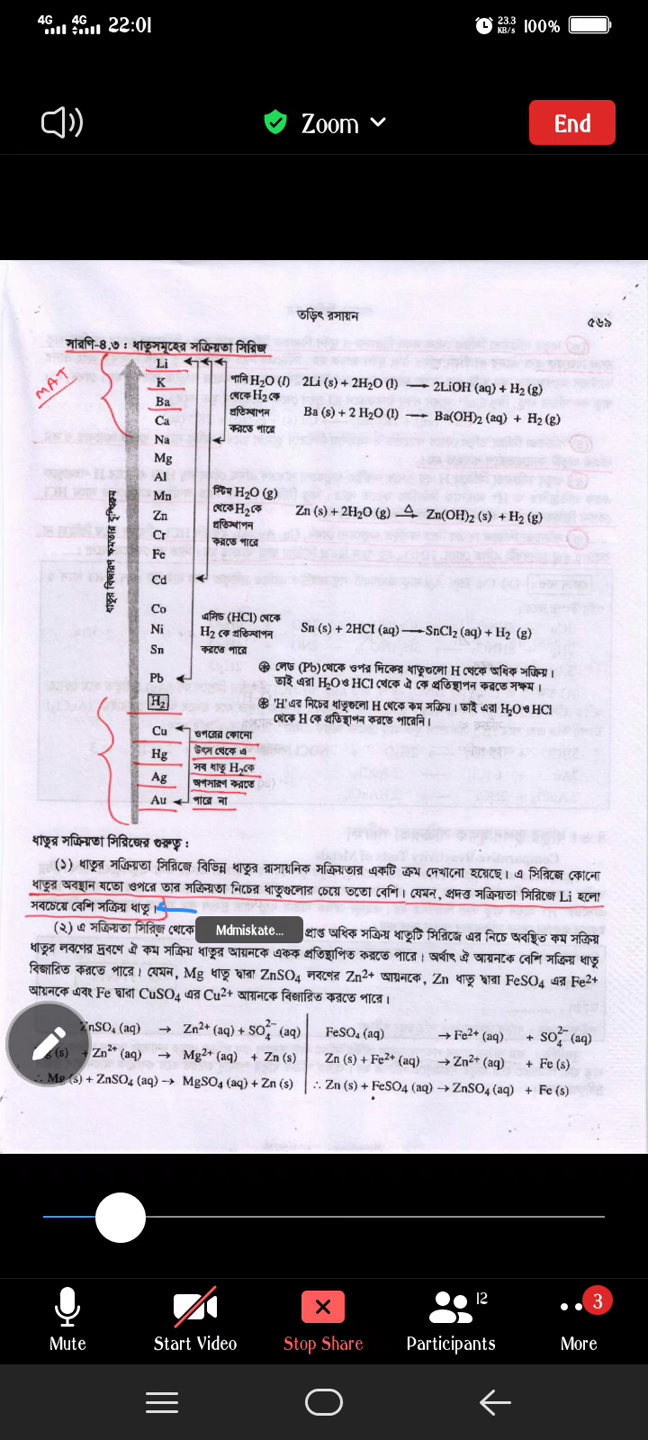 4G 4G 22:01 23.3 KB/s 100%
Zoom End
তড়িৎ রসায়ন
৫৬৯
সারণি-৪.৩ : ধাতুসমূহের সক্রিয়তা সিরিজ
MAT
ধাতুর বিজারণ ক্ষমতার বৃদ্ধিক্রম
Li
K
Ba
Ca
Na
Mg
Al
Mn
Zn
Cr
Fe
Cd
Co
Ni
Sn
Pb
H₂
Cu
Hg
Ag
Au
পানি H₂O (l)
থেকে H₂ কে
প্রতিস্থাপন
করতে পারে
2Li (s) + 2H₂O (l) → 2LiOH (aq) + H₂ (g)
Ba (s) + 2 H₂O (l) → Ba(OH)₂ (aq) + H₂ (g)
স্টিম H₂O (g)
থেকে H₂ কে
প্রতিস্থাপন
করতে পারে
Zn (s) + 2H₂O (g) △→ Zn(OH)₂ (s) + H₂ (g)
এসিড (HCl) থেকে
H₂ কে প্রতিস্থাপন
করতে পারে
Sn (s) + 2HCl (aq) → SnCl₂ (aq) + H₂ (g)
⊛ লেড (Pb) থেকে ওপর দিকের ধাতুগুলো H থেকে অধিক সক্রিয়।
তাই এরা H₂O ও HCl থেকে ঐ কে প্রতিস্থাপন করতে সক্ষম।
⊛ 'H' এর নিচের ধাতুগুলো H থেকে কম সক্রিয়। তাই এরা H₂O ও HCl
থেকে H কে প্রতিস্থাপন করতে পারেনি।
ওপরের কোনো
উৎস থেকে এ
সব ধাতু H₂কে
অপসারণ করতে
পারে না
ধাতুর সক্রিয়তা সিরিজের গুরুত্ব :
(১) ধাতুর সক্রিয়তা সিরিজে বিভিন্ন ধাতুর রাসায়নিক সক্রিয়তার একটি ক্রম দেখানো হয়েছে। এ সিরিজে কোনো
ধাতুর অবস্থান যতো ওপরে তার সক্রিয়তা নিচের ধাতুগুলোর চেয়ে ততো বেশি। যেমন, প্রদত্ত সক্রিয়তা সিরিজে Li হলো
সবচেয়ে বেশি সক্রিয় ধাতু।
(২) এ সক্রিয়তা সিরিজ থেকে Mdmiskate... প্রাপ্ত অধিক সক্রিয় ধাতুটি সিরিজে এর নিচে অবস্থিত কম সক্রিয়
ধাতুর লবণের দ্রবণে ঐ কম সক্রিয় ধাতুর আয়নকে একক প্রতিস্থাপিত করতে পারে। অর্থাৎ ঐ আয়নকে বেশি সক্রিয় ধাতু
বিজারিত করতে পারে। যেমন, Mg ধাতু দ্বারা ZnSO₄ লবণের Zn²⁺ আয়নকে, Zn ধাতু দ্বারা FeSO₄ এর Fe²⁺
আয়নকে এবং Fe দ্বারা CuSO₄ এর Cu²⁺ আয়নকে বিজারিত করতে পারে।
ZnSO₄ (aq) → Zn²⁺ (aq) + SO₄²⁻ (aq) FeSO₄ (aq) → Fe²⁺ (aq) + SO₄²⁻ (aq)
(s) + Zn²⁺ (aq) → Mg²⁺ (aq) + Zn (s) Zn (s) + Fe²⁺ (aq) → Zn²⁺ (aq) + Fe (s)
∴ Mg (s) + ZnSO₄ (aq) → MgSO₄ (aq) + Zn (s) ∴ Zn (s) + FeSO₄ (aq) → ZnSO₄ (aq) + Fe (s)
12 3
Mute Start Video Stop Share Participants More